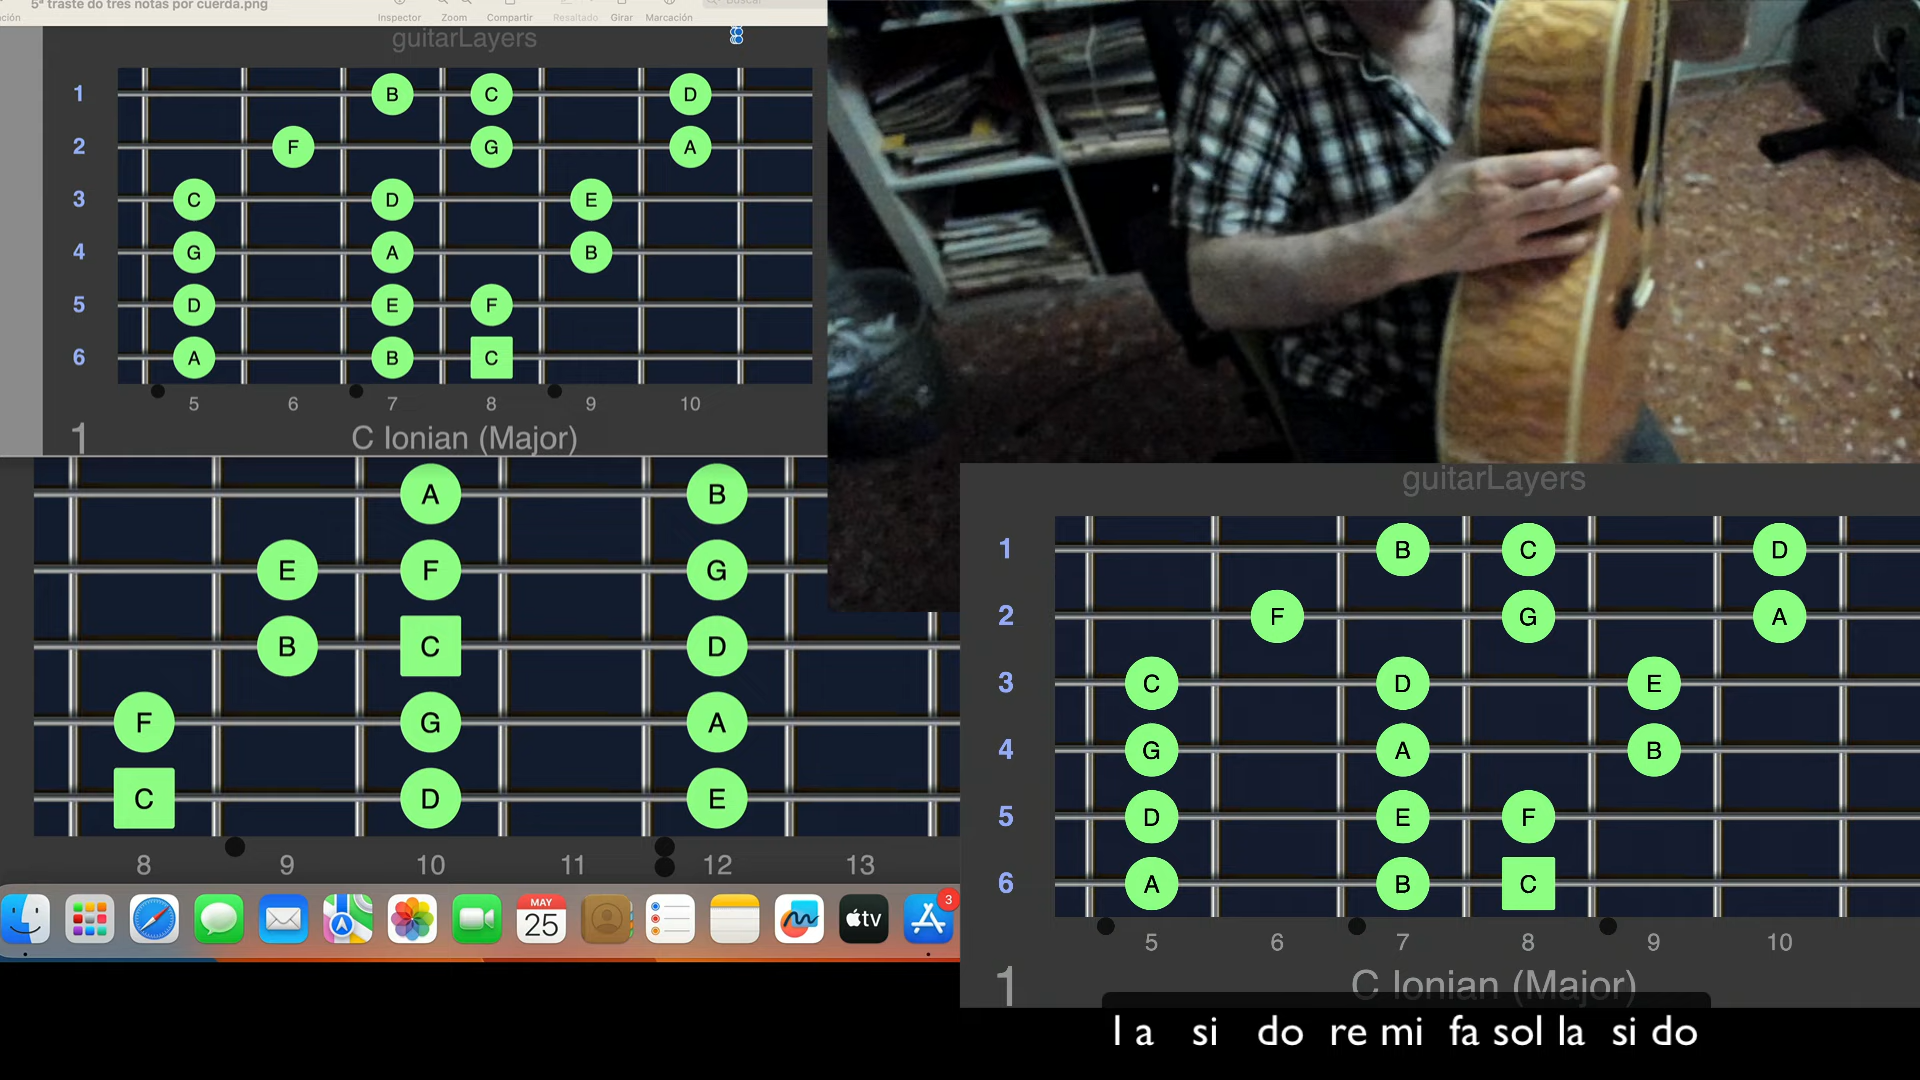 5ª traste do tres notas por cuerda.png
Inspector Zoom Compartir Resaltado Girar Marcación Buscar
guitarLayers
1 B C D
2 F G A
3 C D E
4 G A B
5 D E F
6 A B C
5 6 7 8 9 10
1 C Ionian (Major)
A B
E F G
B C D
F G A
C D E
8 9 10 11 12 13
MAY
25
tv
3
guitarLayers
1 B C D
2 F G A
3 C D E
4 G A B
5 D E F
6 A B C
5 6 7 8 9 10
1 C Ionian (Major)
l a si do re mi fa sol la si do